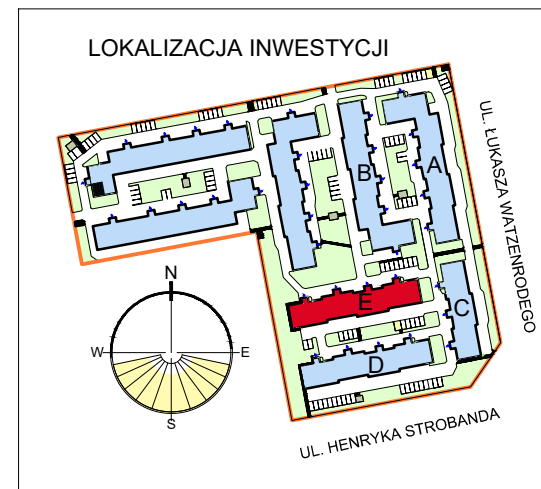 LOKALIZACJA INWESTYCJI
A
B
UL. ŁUKASZA WATZENRODEGO
N
E
C
W
E
D
S
UL. HENRYKA STROBANDA